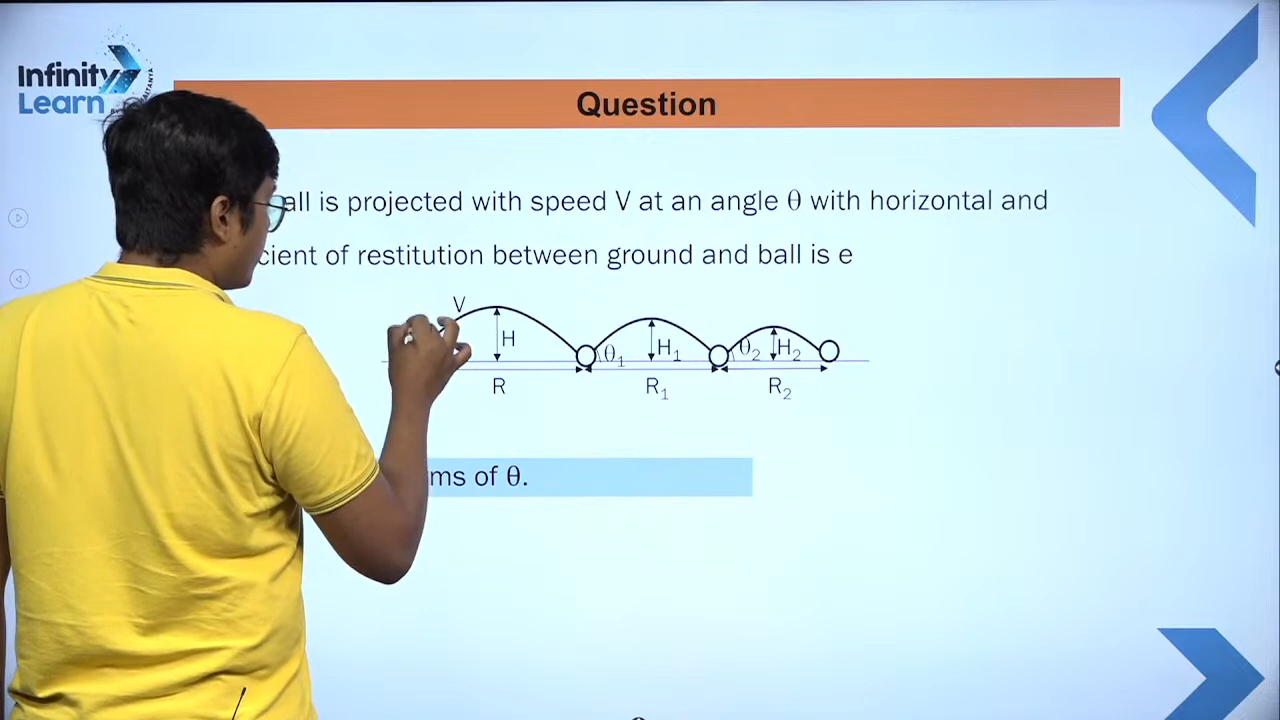 Infinity
Learn
Question
all is projected with speed V at an angle θ with horizontal and
cient of restitution between ground and ball is e
V
H
θ₁
H₁
θ₂
H₂
R
R₁
R₂
ms of θ.